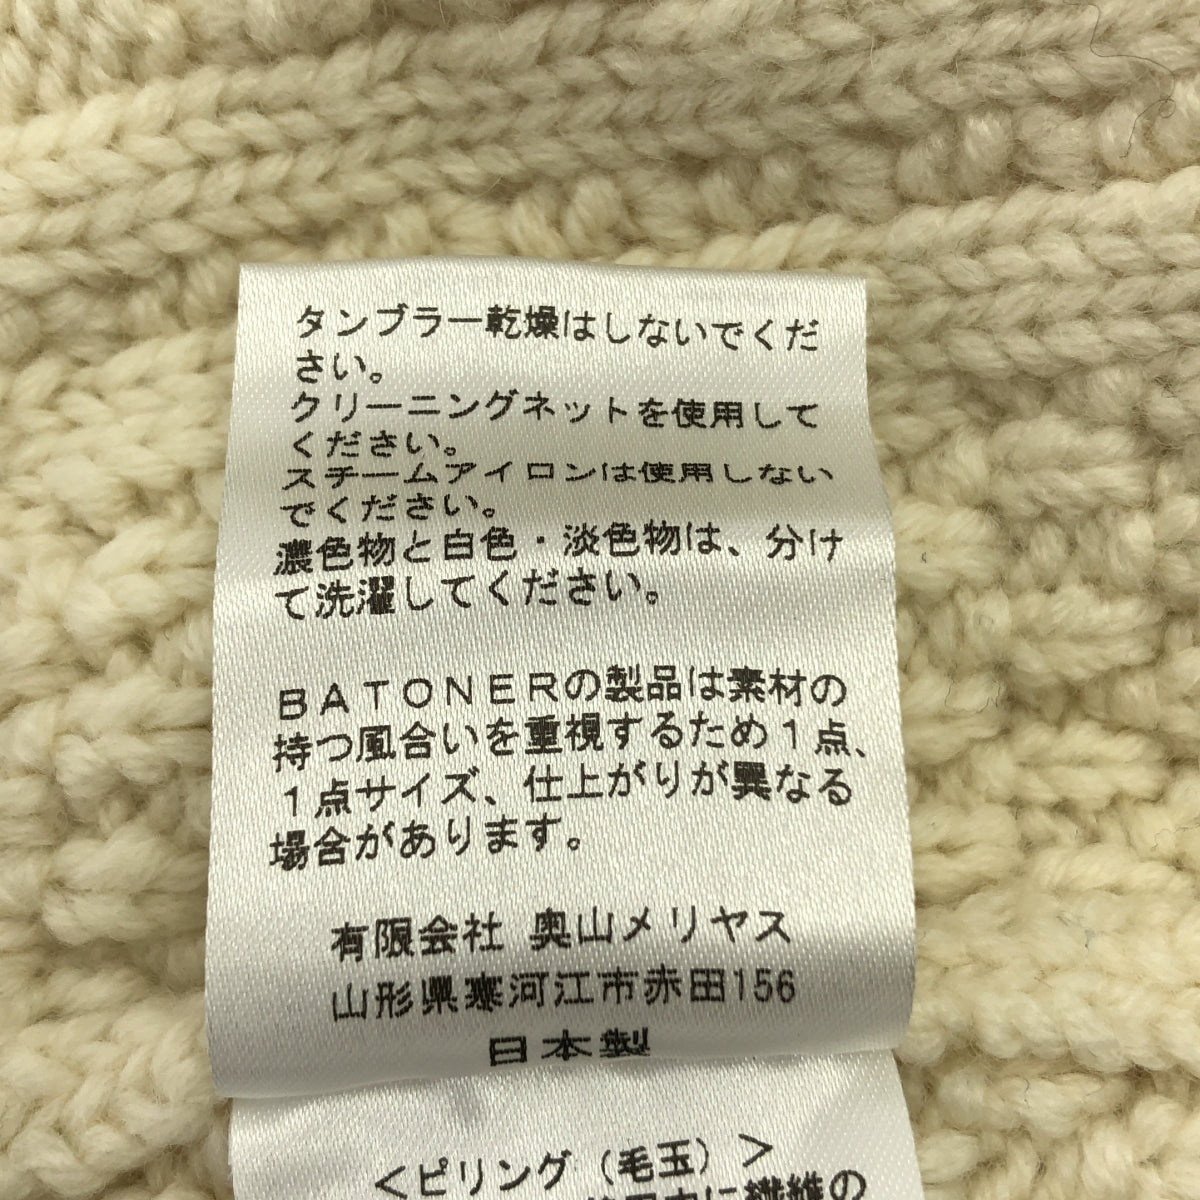 タンブラー乾燥はしないでくだ
さい。
クリーニングネットを使用して
ください。
スチームアイロンは使用しない
でください。
濃色物と白色・淡色物は、分け
て洗濯してください。
ＢＡＴＯＮＥＲの製品は素材の
持つ風合いを重視するため１点、
１点サイズ、仕上がりが異なる
場合があります。
有限会社 奥山メリヤス
山形県寒河江市赤田156
日本製
＜ピリング（毛玉）＞
に繊維の